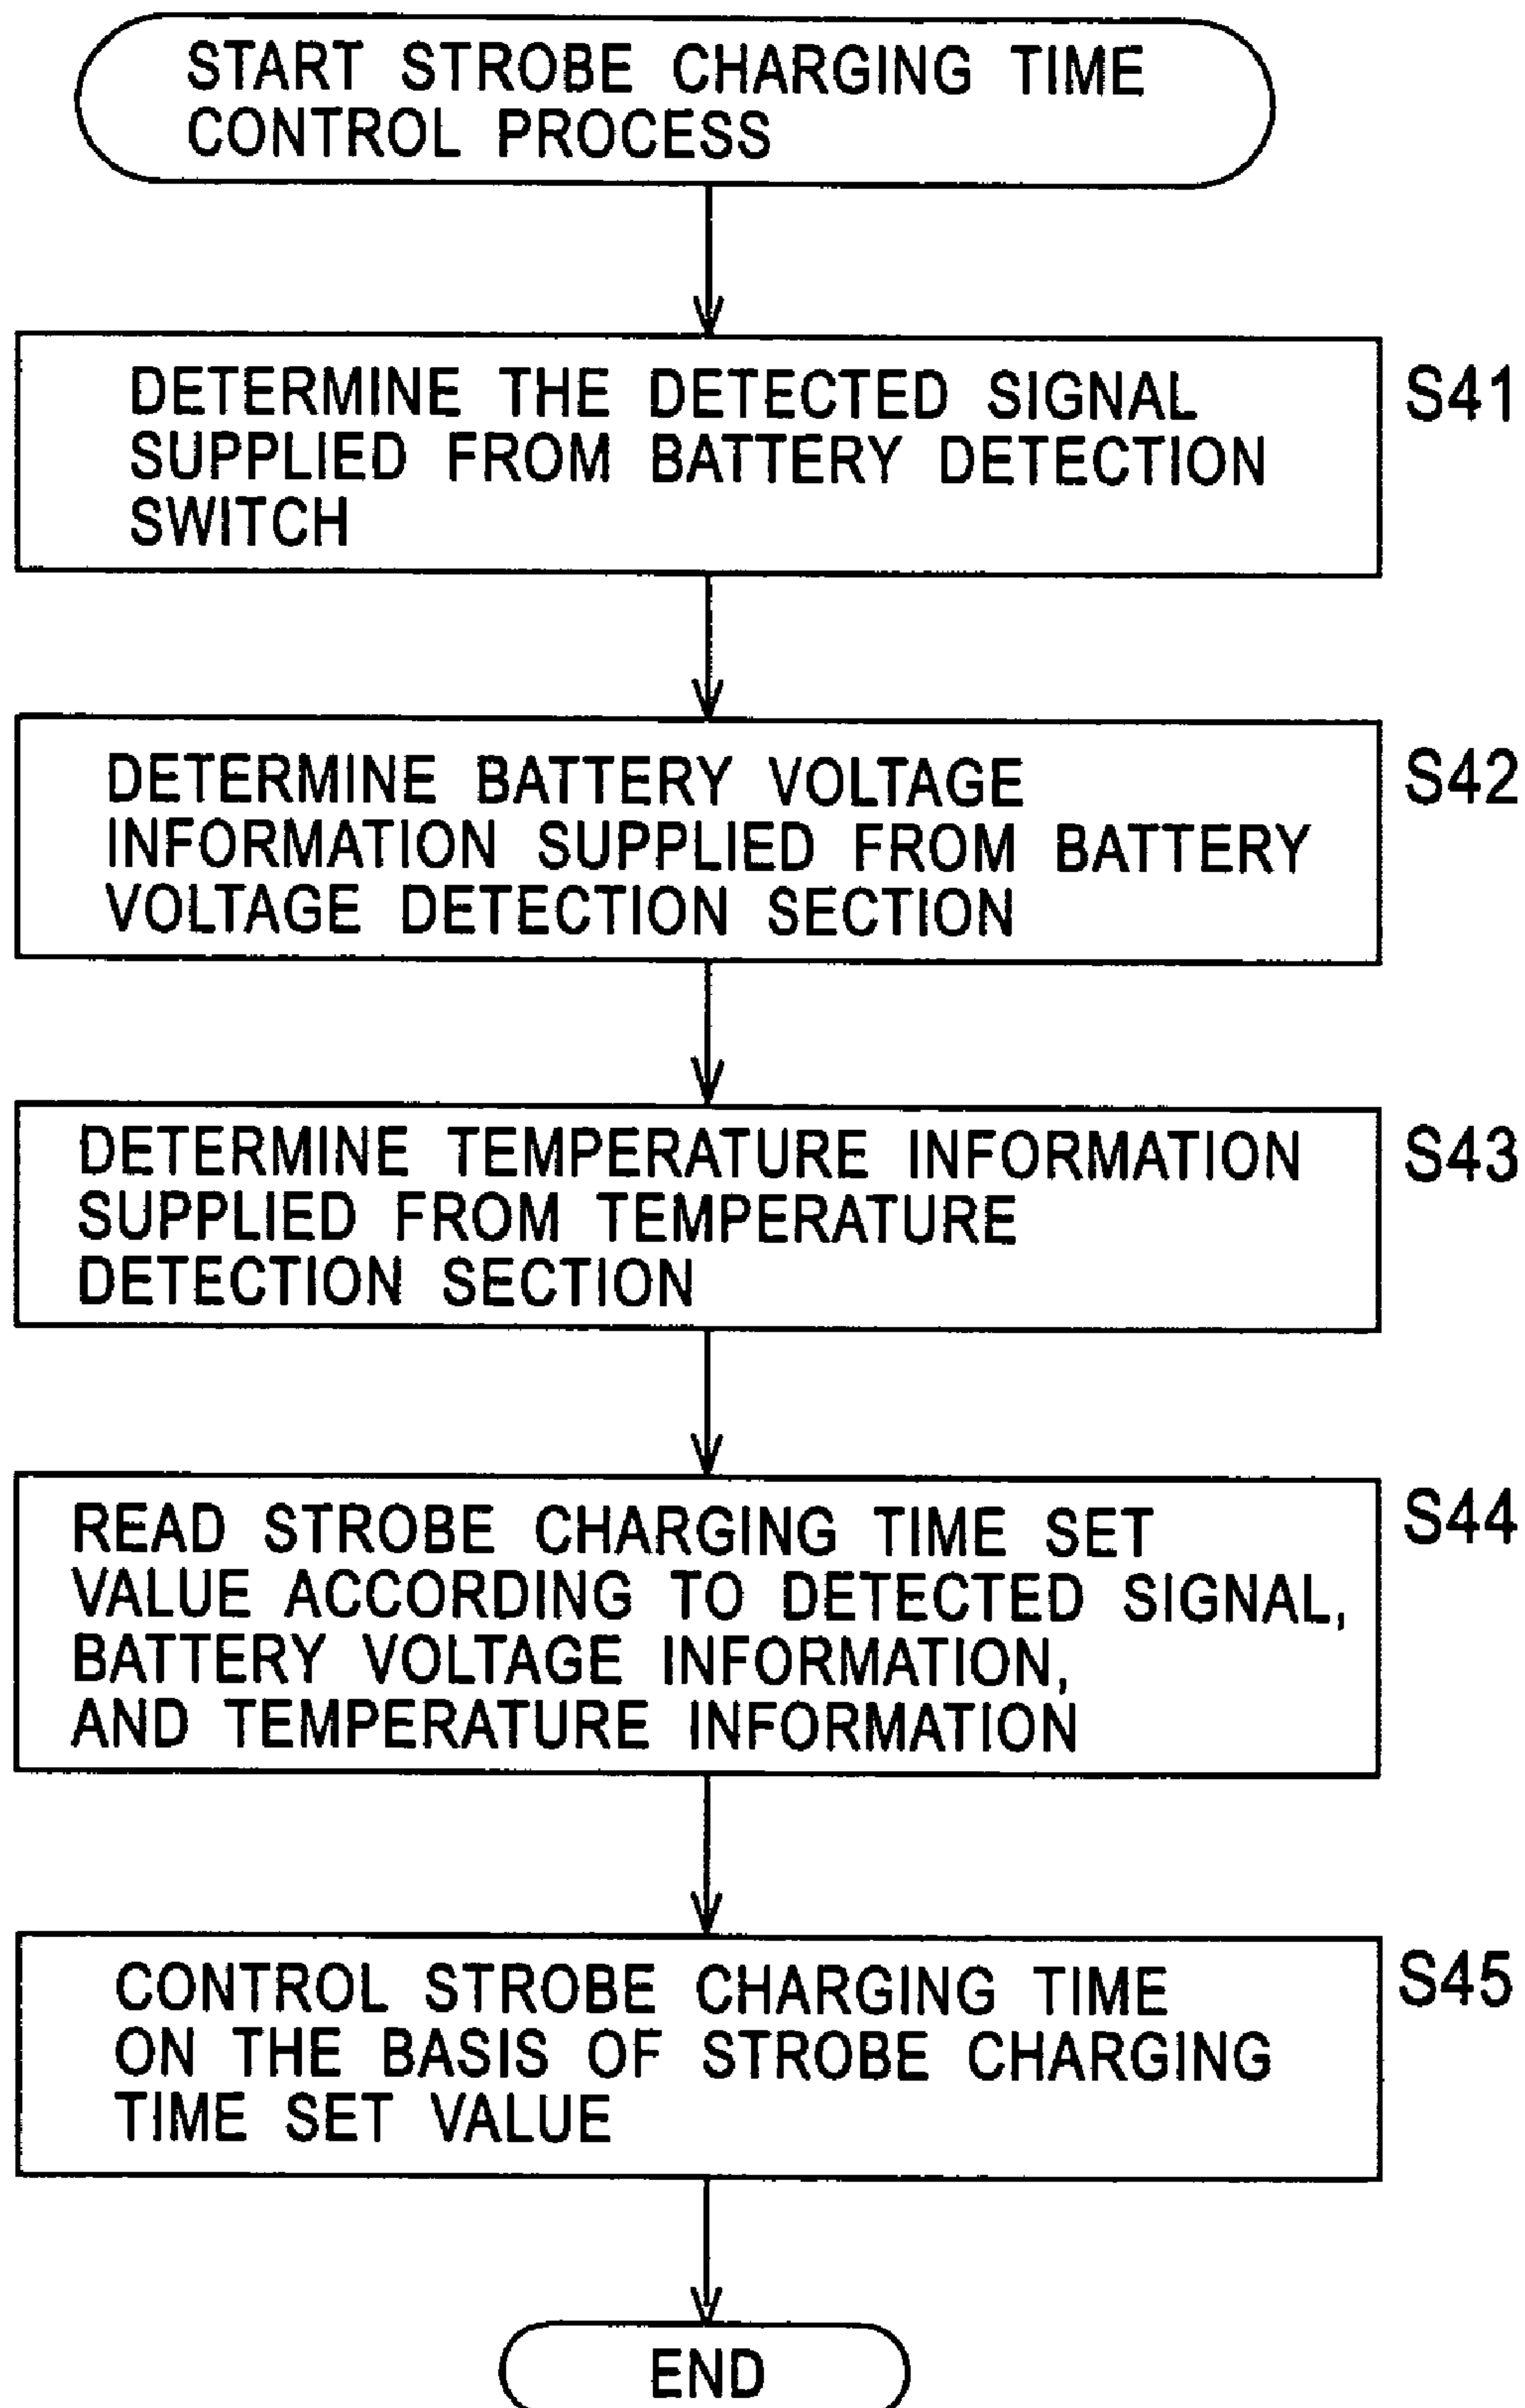 START STROBE CHARGING TIME
CONTROL PROCESS
DETERMINE THE DETECTED SIGNAL
SUPPLIED FROM BATTERY DETECTION
SWITCH
S41
DETERMINE BATTERY VOLTAGE
INFORMATION SUPPLIED FROM BATTERY
VOLTAGE DETECTION SECTION
S42
DETERMINE TEMPERATURE INFORMATION
SUPPLIED FROM TEMPERATURE
DETECTION SECTION
S43
READ STROBE CHARGING TIME SET
VALUE ACCORDING TO DETECTED SIGNAL,
BATTERY VOLTAGE INFORMATION,
AND TEMPERATURE INFORMATION
S44
CONTROL STROBE CHARGING TIME
ON THE BASIS OF STROBE CHARGING
TIME SET VALUE
S45
END